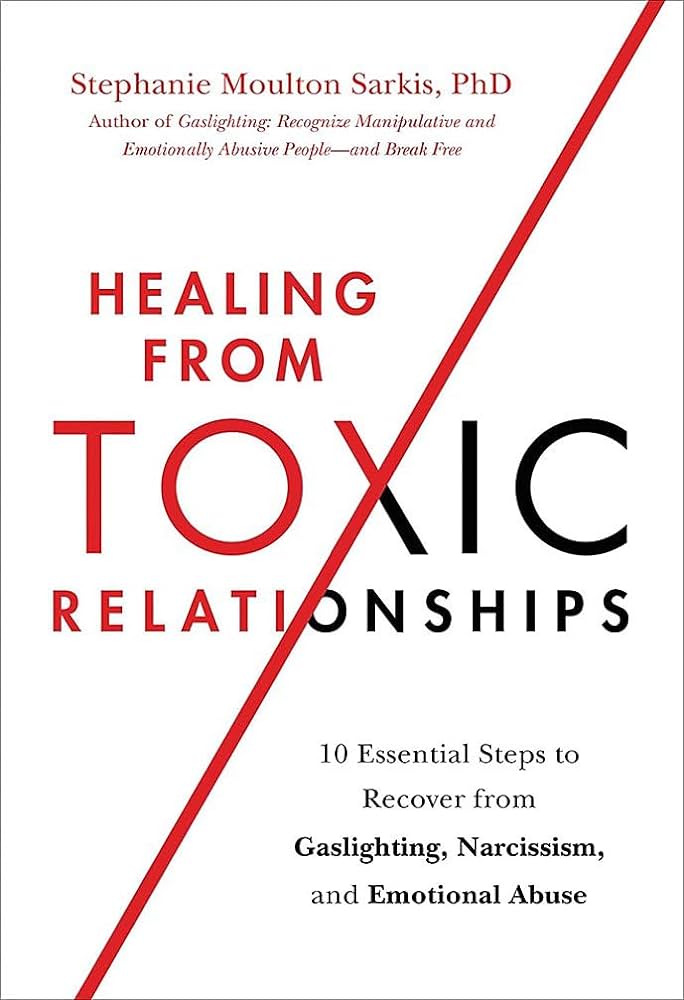 Stephanie Moulton Sarkis, PhD
Author of Gaslighting: Recognize Manipulative and
Emotionally Abusive People—and Break Free
HEALING
FROM
TOXIC
RELATIONSHIPS
10 Essential Steps to
Recover from
Gaslighting, Narcissism,
and Emotional Abuse